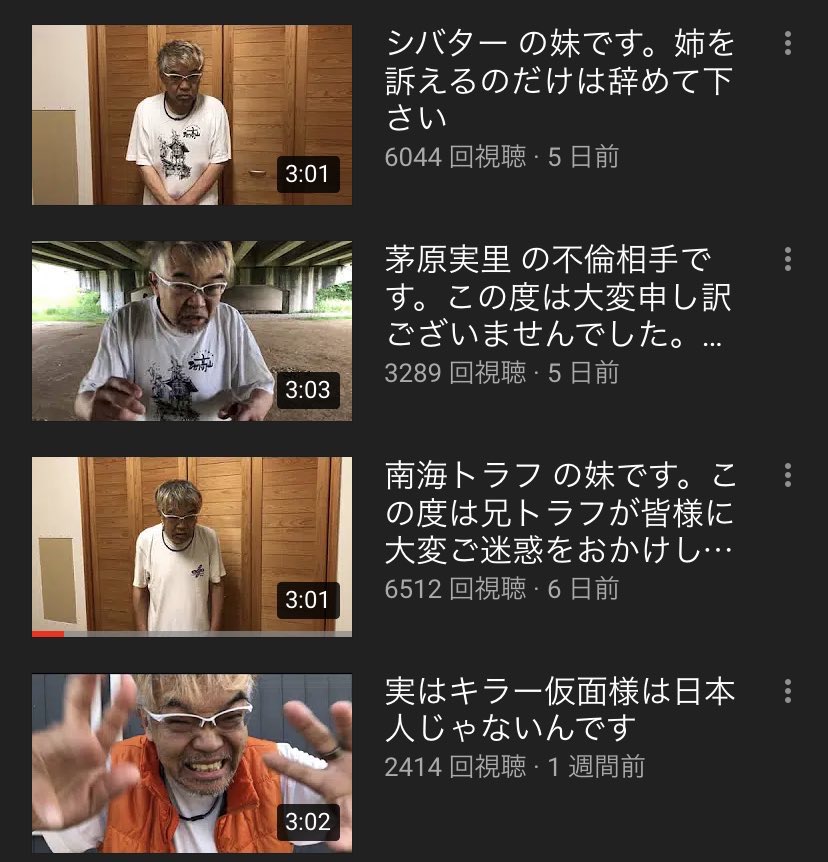 シバター の妹です。姉を
訴えるのだけは辞めて下
さい
6044 回視聴 · 5 日前
3:01
茅原実里 の不倫相手で
す。この度は大変申し訳
ございませんでした。...
3289 回視聴 · 5 日前
3:03
南海トラフ の妹です。こ
の度は兄トラフが皆様に
大変ご迷惑をおかけし…
6512 回視聴 · 6 日前
3:01
実はキラー仮面様は日本
人じゃないんです
2414 回視聴 · 1 週間前
3:02